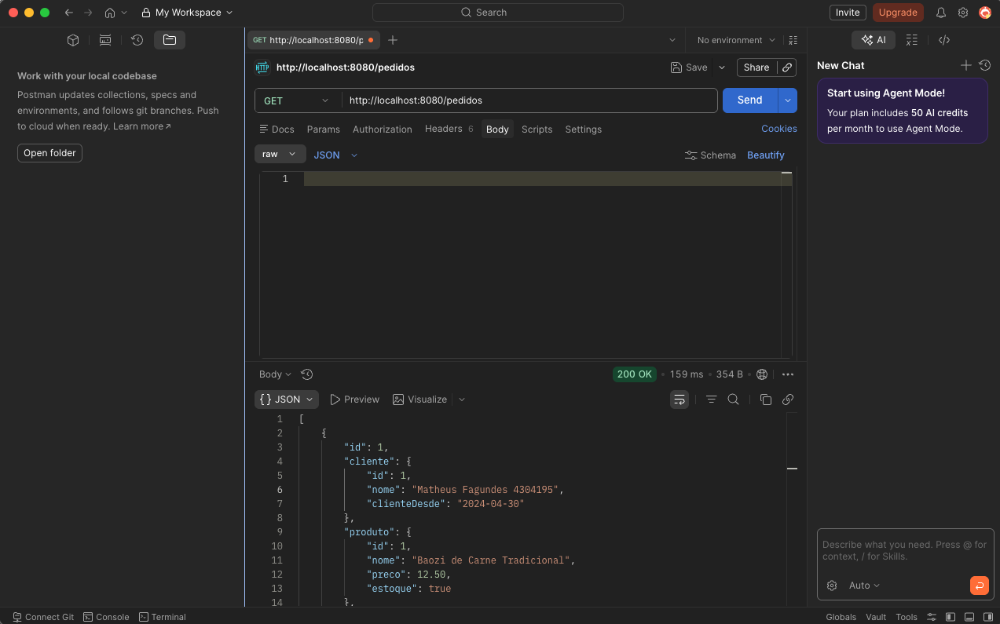 My Workspace
Search
Invite
Upgrade
GET http://localhost:8080/p
No environment
AI
Work with your local codebase
Postman updates collections, specs and
environments, and follows git branches. Push
to cloud when ready. Learn more↗
Open folder
HTTP http://localhost:8080/pedidos
Save
Share
GET
http://localhost:8080/pedidos
Send
Docs Params Authorization Headers 6 Body Scripts Settings
Cookies
raw
JSON
Schema
Beautify
1
Body
200 OK • 159 ms • 354 B
{} JSON
Preview
Visualize
1 [
2 {
3 "id": 1,
4 "cliente": {
5 "id": 1,
6 "nome": "Matheus Fagundes 4304195",
7 "clienteDesde": "2024-04-30"
8 },
9 "produto": {
10 "id": 1,
11 "nome": "Baozi de Carne Tradicional",
12 "preco": 12.50,
13 "estoque": true
14 },
New Chat
Start using Agent Mode!
Your plan includes 50 AI credits
per month to use Agent Mode.
Describe what you need. Press @ for
context, / for Skills.
Auto
Connect Git
Console
Terminal
Globals
Vault
Tools